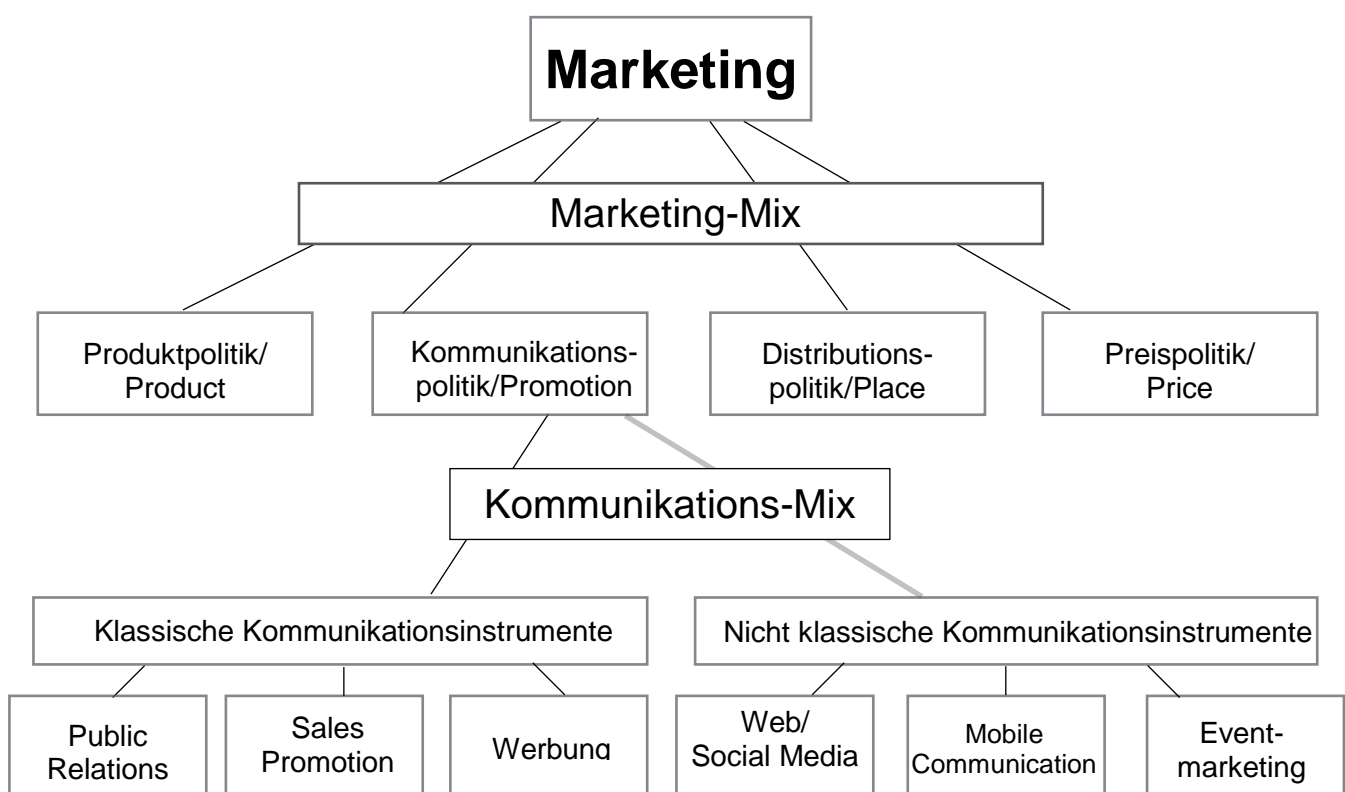 Marketing
Marketing-Mix
Produktpolitik/
Product
Kommunikations-
politik/Promotion
Distributions-
politik/Place
Preispolitik/
Price
Kommunikations-Mix
Klassische Kommunikationsinstrumente
Nicht klassische Kommunikationsinstrumente
Public
Relations
Sales
Promotion
Werbung
Web/
Social Media
Mobile
Communication
Event-
marketing